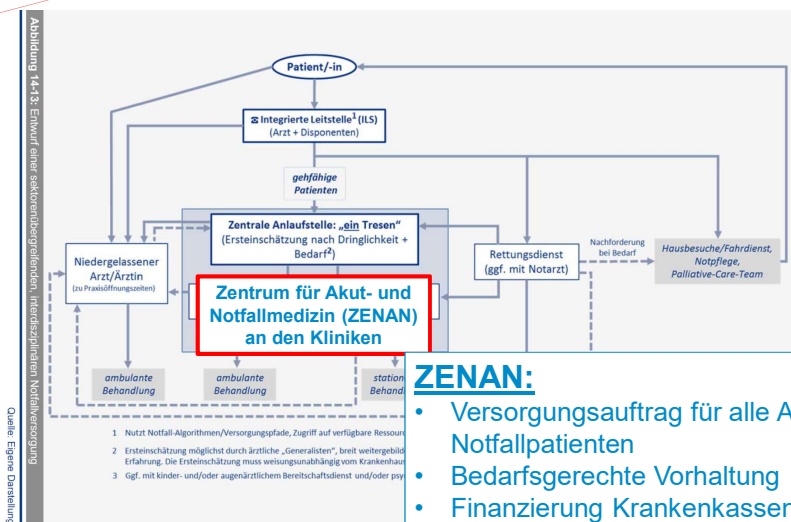 Abbildung 14-13: Entwurf einer sektorenübergreifenden, interdisziplinären Notfallversorgung
Quelle: Eigene Darstellung
Patient/-in
☎ Integrierte Leitstelle¹ (ILS)
(Arzt + Disponenten)
gehfähige
Patienten
Zentrale Anlaufstelle: „ein Tresen“
(Ersteinschätzung nach Dringlichkeit +
Bedarf²)
Niedergelassener
Arzt/Ärztin
(zu Praxisöffnungszeiten)
Rettungsdienst
(ggf. mit Notarzt)
Nachforderung
bei Bedarf
Hausbesuche/Fahrdienst,
Notpflege,
Palliative-Care-Team
Zentrum für Akut- und
Notfallmedizin (ZENAN)
an den Kliniken
ambulante
Behandlung
ambulante
Behandlung
station
Behand
1 Nutzt Notfall-Algorithmen/Versorgungspfade, Zugriff auf verfügbare
2 Ersteinschätzung möglichst durch ärztliche „Generalisten“, breit
Erfahrung. Die Ersteinschätzung muss weisungsunabhängig vom
3 Ggf. mit kinder- und/oder augenärztlichem Bereitschaftsdienst und/oder
ZENAN:
• Versorgungsauftrag für alle A
Notfallpatienten
• Bedarfsgerechte Vorhaltung
• Finanzierung Krankenkassen